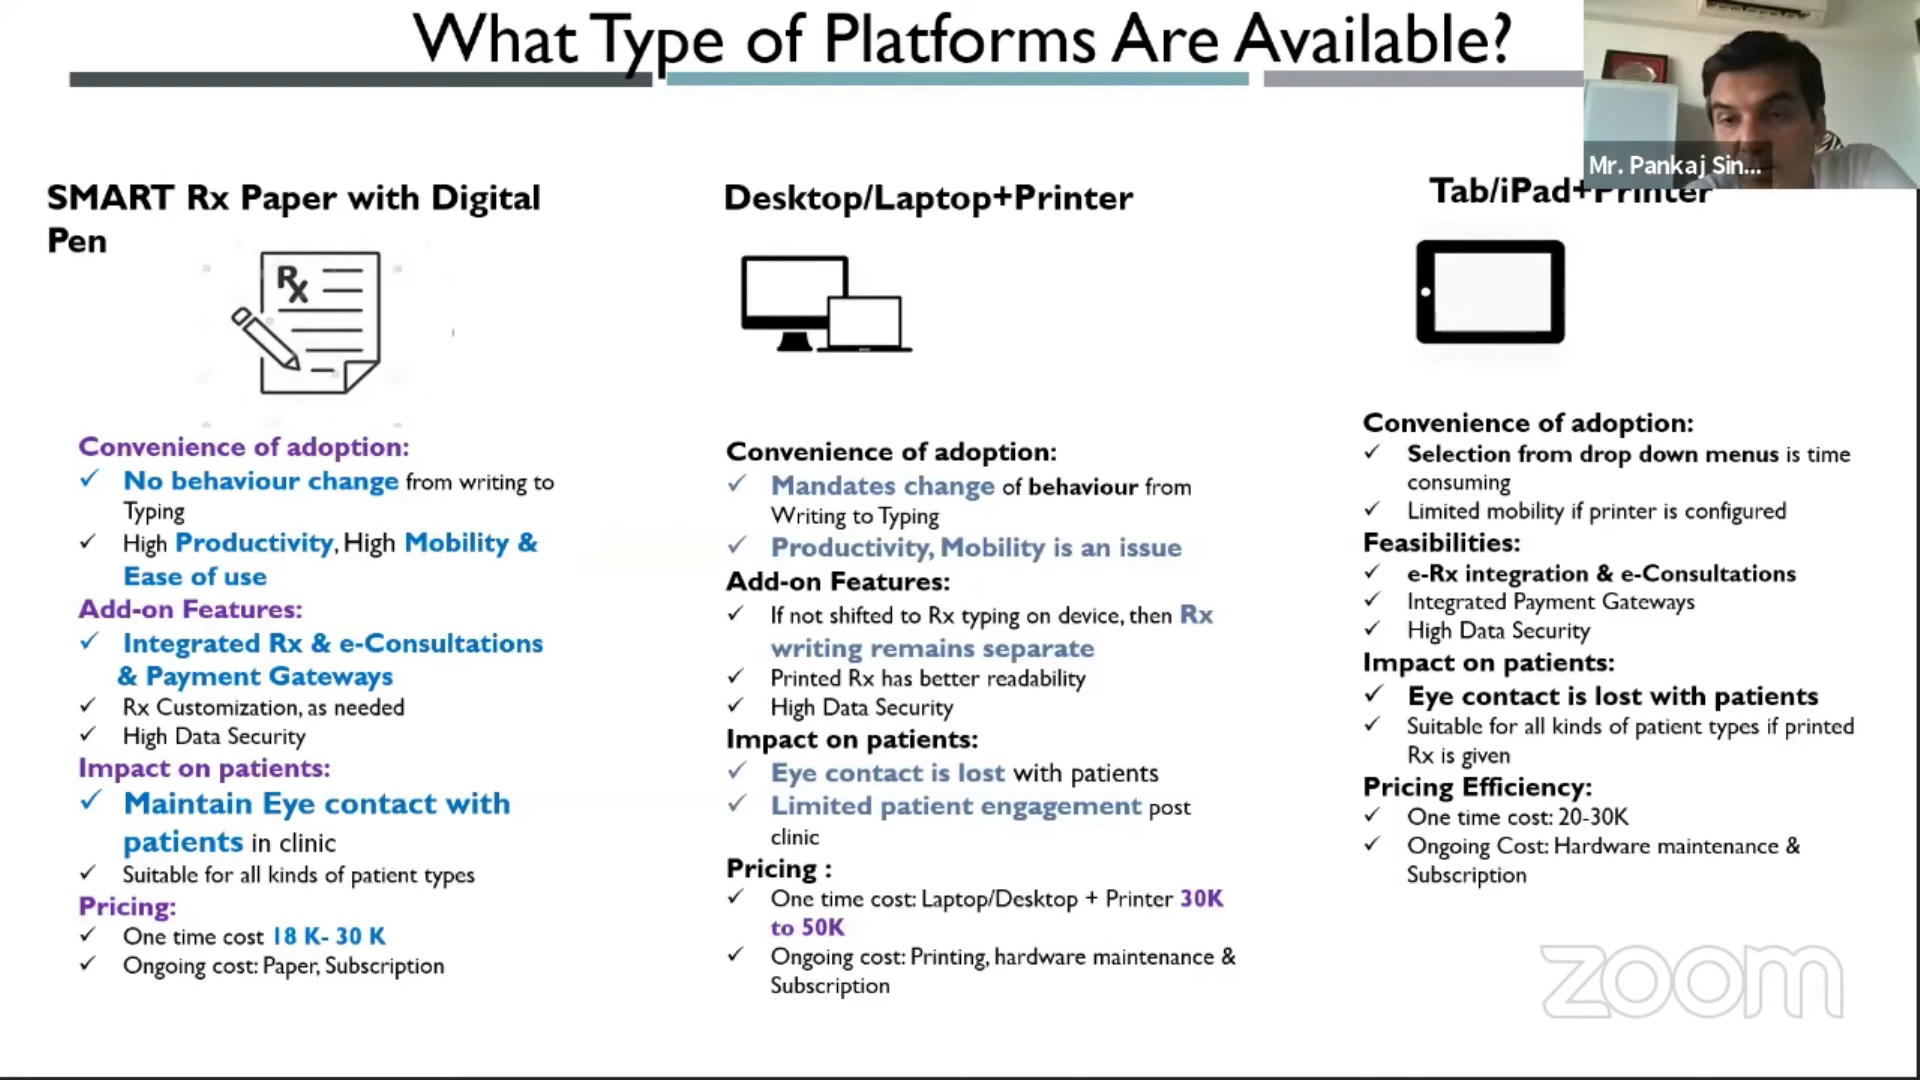 What Type of Platforms Are Available?
Mr. Pankaj Sin...
SMART Rx Paper with Digital
Pen
Rx
Convenience of adoption:
✓ No behaviour change from writing to
Typing
✓ High Productivity, High Mobility &
Ease of use
Add-on Features:
✓ Integrated Rx & e-Consultations
& Payment Gateways
✓ Rx Customization, as needed
✓ High Data Security
Impact on patients:
✓ Maintain Eye contact with
patients in clinic
✓ Suitable for all kinds of patient types
Pricing:
✓ One time cost 18 K- 30 K
✓ Ongoing cost: Paper, Subscription
Desktop/Laptop+Printer
Convenience of adoption:
✓ Mandates change of behaviour from
Writing to Typing
✓ Productivity, Mobility is an issue
Add-on Features:
✓ If not shifted to Rx typing on device, then Rx
writing remains separate
✓ Printed Rx has better readability
✓ High Data Security
Impact on patients:
✓ Eye contact is lost with patients
✓ Limited patient engagement post
clinic
Pricing :
✓ One time cost: Laptop/Desktop + Printer 30K
to 50K
✓ Ongoing cost: Printing, hardware maintenance &
Subscription
Tab/iPad+Printer
Convenience of adoption:
✓ Selection from drop down menus is time
consuming
✓ Limited mobility if printer is configured
Feasibilities:
✓ e-Rx integration & e-Consultations
✓ Integrated Payment Gateways
✓ High Data Security
Impact on patients:
✓ Eye contact is lost with patients
✓ Suitable for all kinds of patient types if printed
Rx is given
Pricing Efficiency:
✓ One time cost: 20-30K
✓ Ongoing Cost: Hardware maintenance &
Subscription
zoom